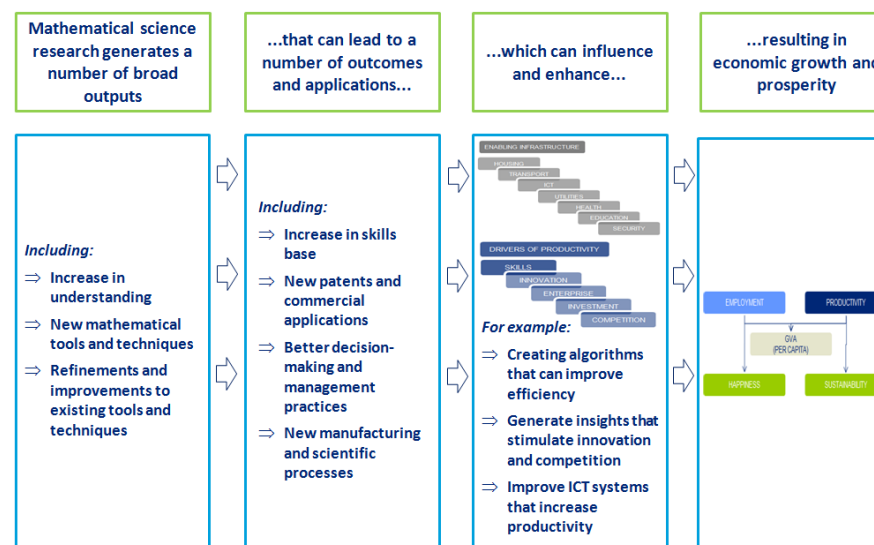 Mathematical science
research generates a
number of broad
outputs
...that can lead to a
number of outcomes
and applications...
...which can influence
and enhance...
...resulting in
economic growth and
prosperity
Including:
⇒ Increase in
understanding
⇒ New mathematical
tools and techniques
⇒ Refinements and
improvements to
existing tools and
techniques
Including:
⇒ Increase in skills
base
⇒ New patents and
commercial
applications
⇒ Better decision-
making and
management
practices
⇒ New manufacturing
and scientific
processes
ENABLING INFRASTRUCTURE
HOUSING
TRANSPORT
ICT
UTILITIES
HEALTH
EDUCATION
SECURITY
DRIVERS OF PRODUCTIVITY
SKILLS
INNOVATION
ENTERPRISE
INVESTMENT
COMPETITION
For example:
⇒ Creating algorithms
that can improve
efficiency
⇒ Generate insights that
stimulate innovation
and competition
⇒ Improve ICT systems
that increase
productivity
EMPLOYMENT
PRODUCTIVITY
GVA
(PER CAPITA)
HAPPINESS
SUSTAINABILITY